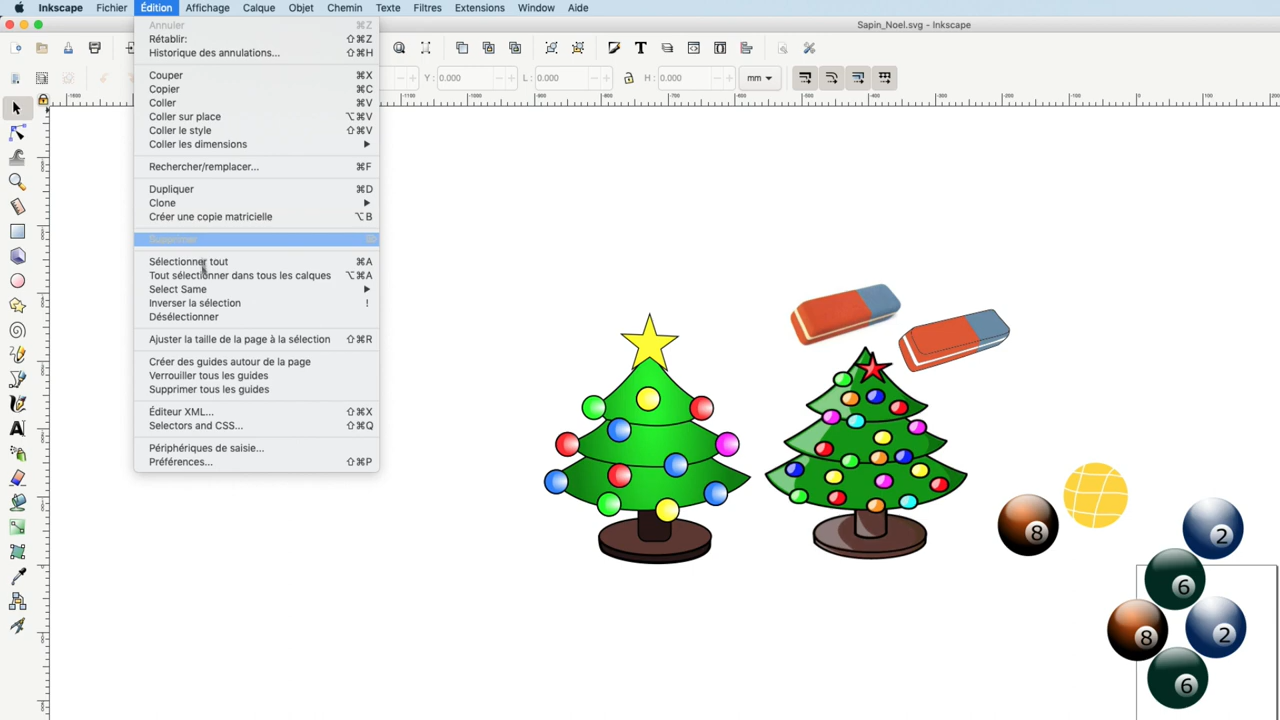 Inkscape Fichier Édition Affichage Calque Objet Chemin Texte Filtres Extensions Window Aide
Sapin_Noel.svg - Inkscape
Annuler ⌘Z
Rétablir: ⇧⌘Z
Historique des annulations... ⇧⌘H
Couper ⌘X
Copier ⌘C
Coller ⌘V
Coller sur place ⌥⌘V
Coller le style ⇧⌘V
Coller les dimensions
Rechercher/remplacer... ⌘F
Dupliquer ⌘D
Clone
Créer une copie matricielle ⌥B
Supprimer ⌦
Sélectionner tout ⌘A
Tout sélectionner dans tous les calques ⌥⌘A
Select Same
Inverser la sélection !
Désélectionner
Ajuster la taille de la page à la sélection ⇧⌘R
Créer des guides autour de la page
Verrouiller tous les guides
Supprimer tous les guides
Éditeur XML... ⇧⌘X
Selectors and CSS... ⇧⌘Q
Périphériques de saisie...
Préférences... ⇧⌘P
Y: 0.000 L: 0.000 H: 0.000 mm
8
2
6
8
2
6